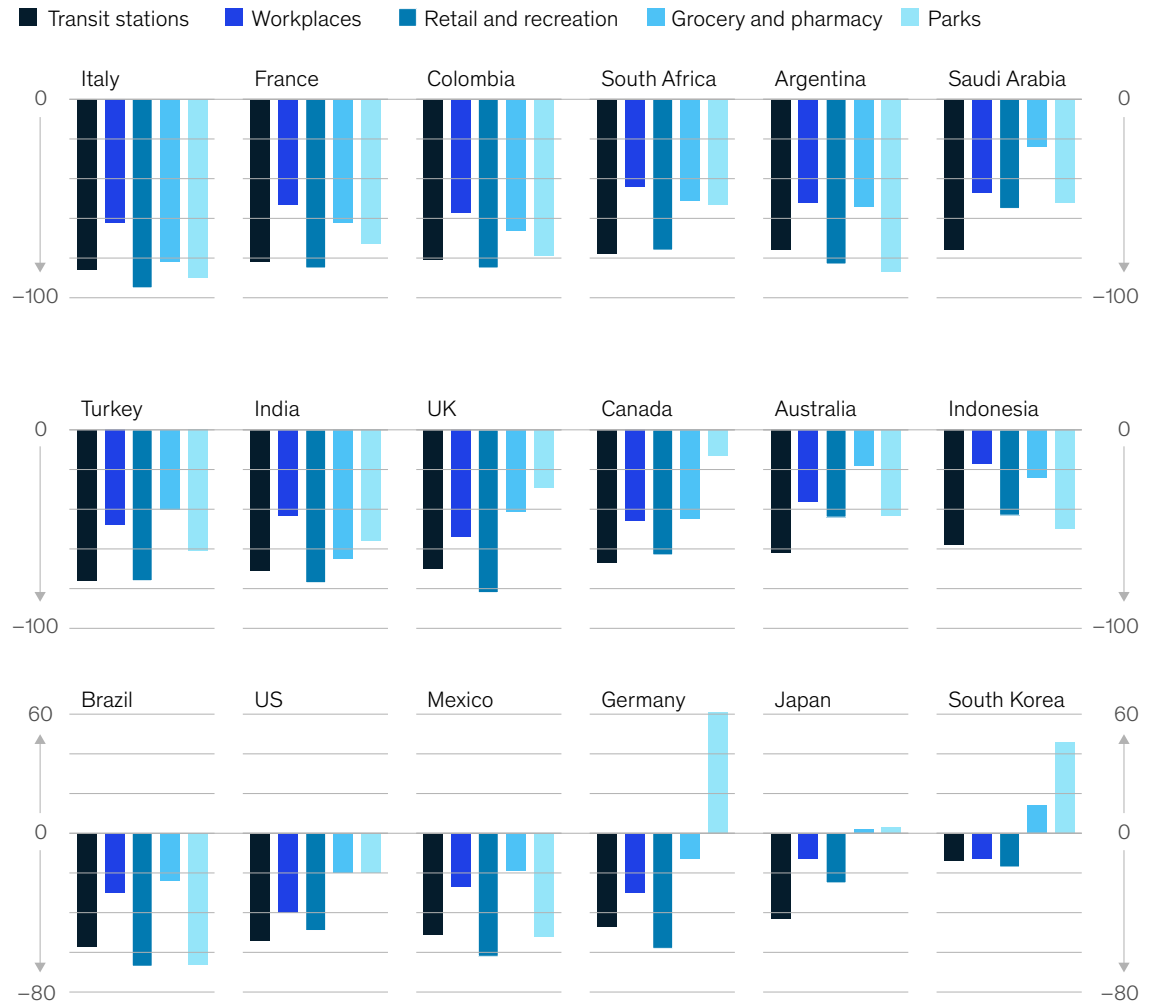 Transit stations Workplaces Retail and recreation Grocery and pharmacy Parks
Italy France Colombia South Africa Argentina Saudi Arabia
0 0
–100 –100
Turkey India UK Canada Australia Indonesia
0 0
–100 –100
Brazil US Mexico Germany Japan South Korea
60 60
0 0
–80 –80